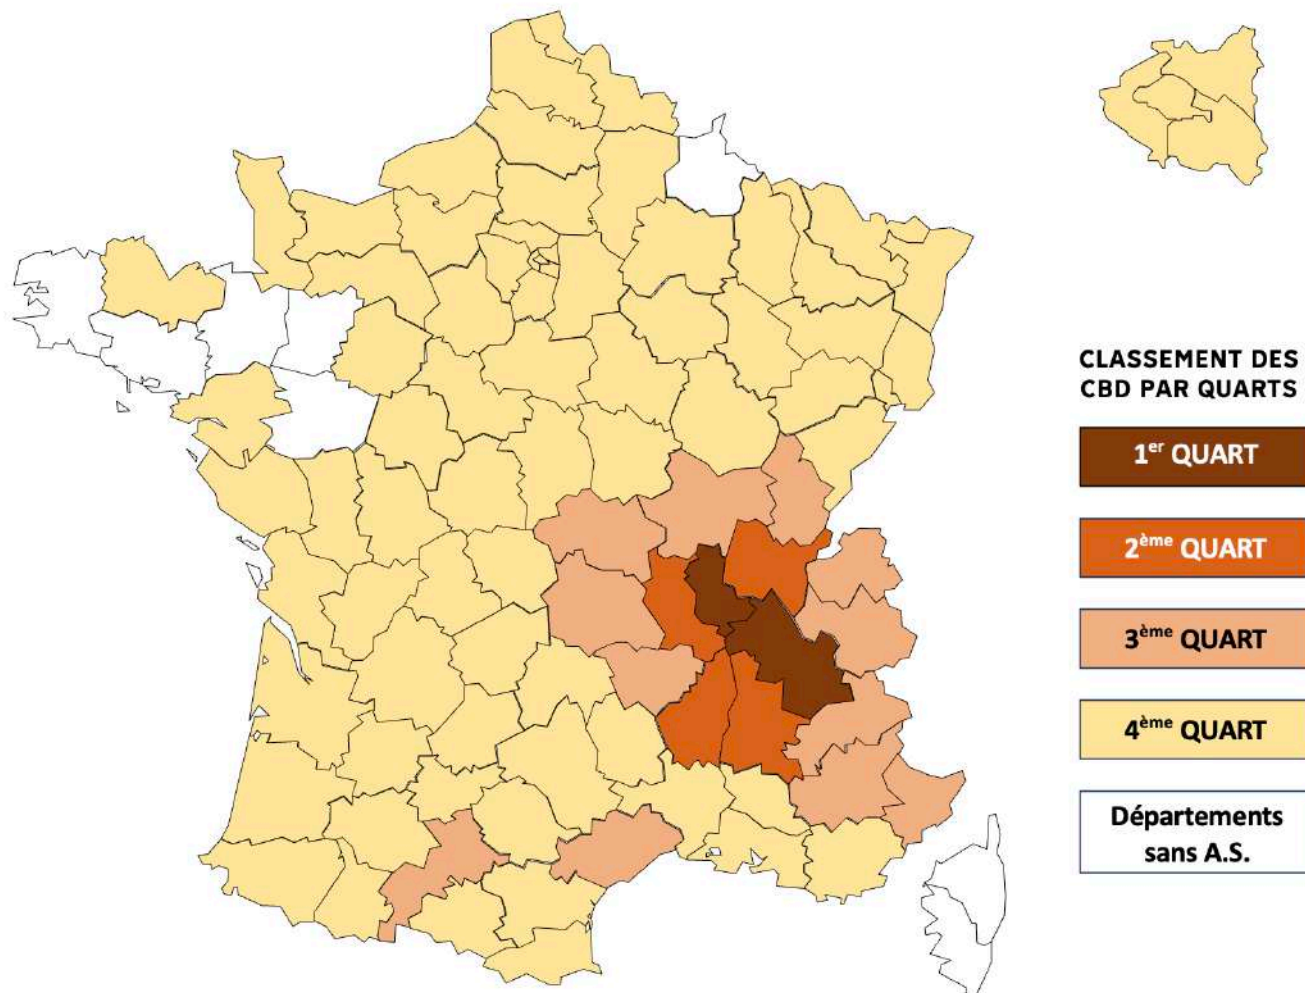 CLASSEMENT DES
CBD PAR QUARTS
1er QUART
2ème QUART
3ème QUART
4ème QUART
Départements
sans A.S.